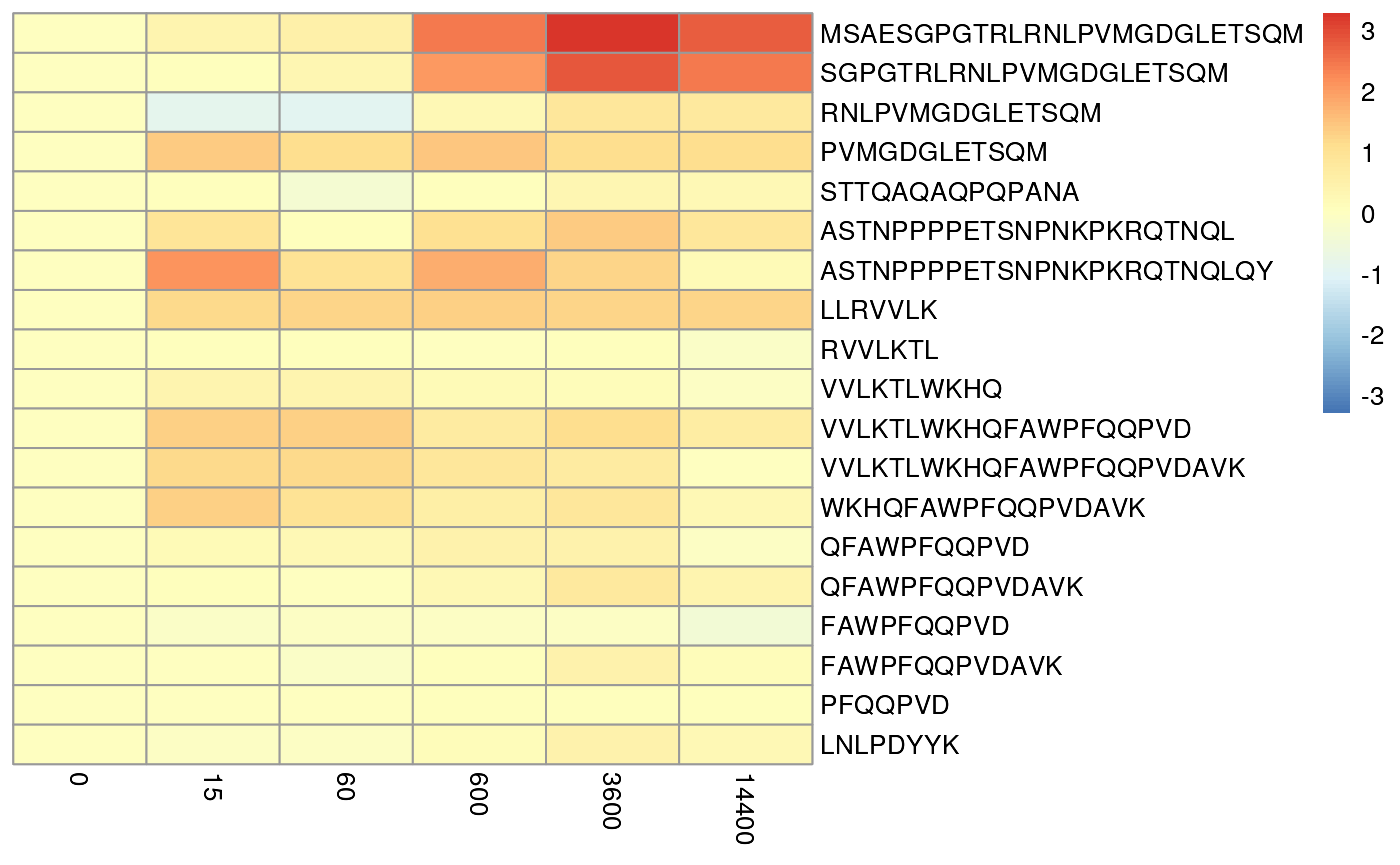 MSAESGPGTRLRNLPVMGDGLETSQM
SGPGTRLRNLPVMGDGLETSQM
RNLPVMGDGLETSQM
PVMGDGLETSQM
STTQAQAQPQPANA
ASTNPPPPETSNPNKPKRQTNQL
ASTNPPPPETSNPNKPKRQTNQLQY
LLRVVLK
RVVLKTL
VVLKTLWKHQ
VVLKTLWKHQFAWPFQQPVD
VVLKTLWKHQFAWPFQQPVDAVK
WKHQFAWPFQQPVDAVK
QFAWPFQQPVD
QFAWPFQQPVDAVK
FAWPFQQPVD
FAWPFQQPVDAVK
PFQQPVD
LNLPDYYK
0
15
60
600
3600
14400
3
2
1
0
-1
-2
-3